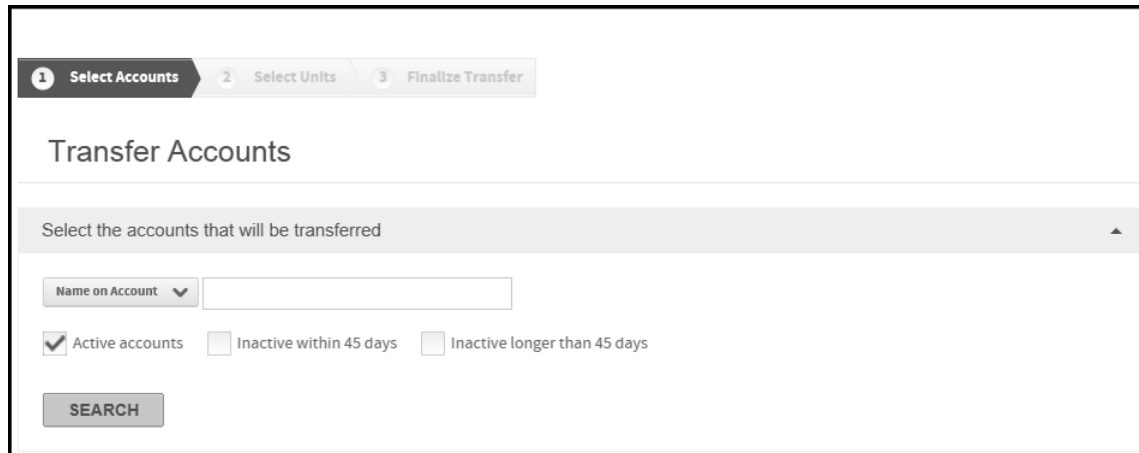 1 Select Accounts 2 Select Units 3 Finalize Transfer
Transfer Accounts
Select the accounts that will be transferred
Name on Account
Active accounts Inactive within 45 days Inactive longer than 45 days
SEARCH